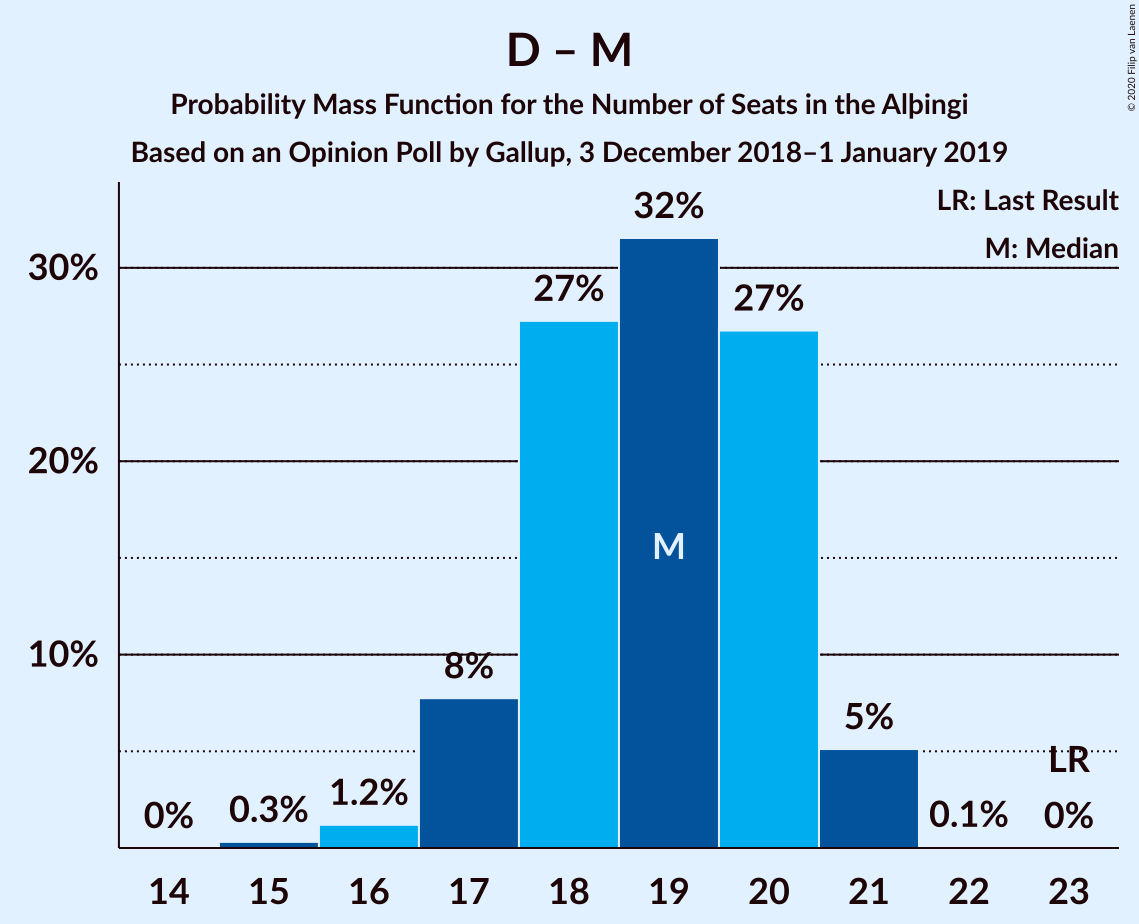 D – M
Probability Mass Function for the Number of Seats in the Alþingi
Based on an Opinion Poll by Gallup, 3 December 2018–1 January 2019
© 2020 Filip van Laenen
LR: Last Result
M: Median
30%
20%
10%
0%
0.3%
1.2%
8%
27%
32%
M
27%
5%
0.1%
LR
0%
14 15 16 17 18 19 20 21 22 23